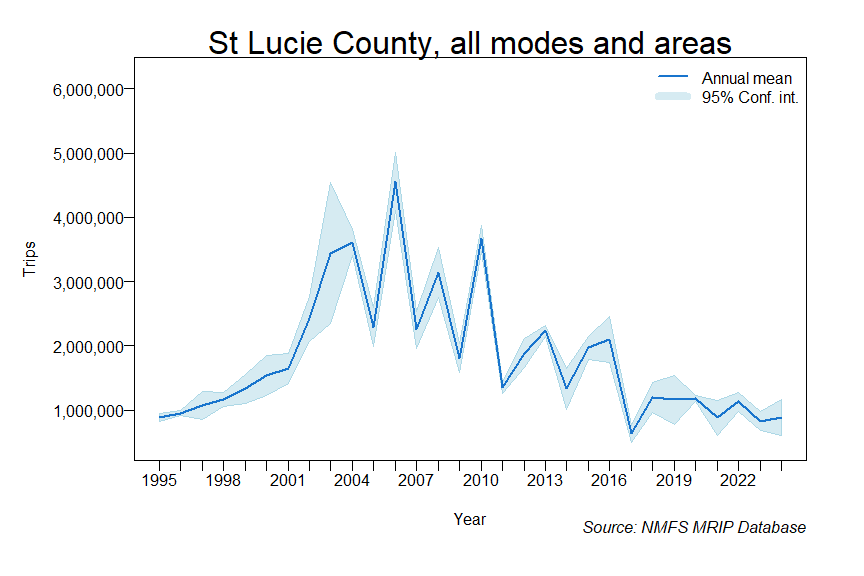 St Lucie County, all modes and areas
Annual mean
95% Conf. int.
6,000,000
5,000,000
4,000,000
3,000,000
2,000,000
1,000,000
Trips
1995 1998 2001 2004 2007 2010 2013 2016 2019 2022
Year
Source: NMFS MRIP Database